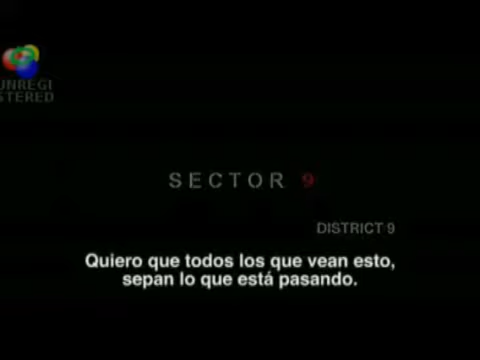 UNREGI
STERED
SECTOR 9
DISTRICT 9
Quiero que todos los que vean esto,
sepan lo que está pasando.